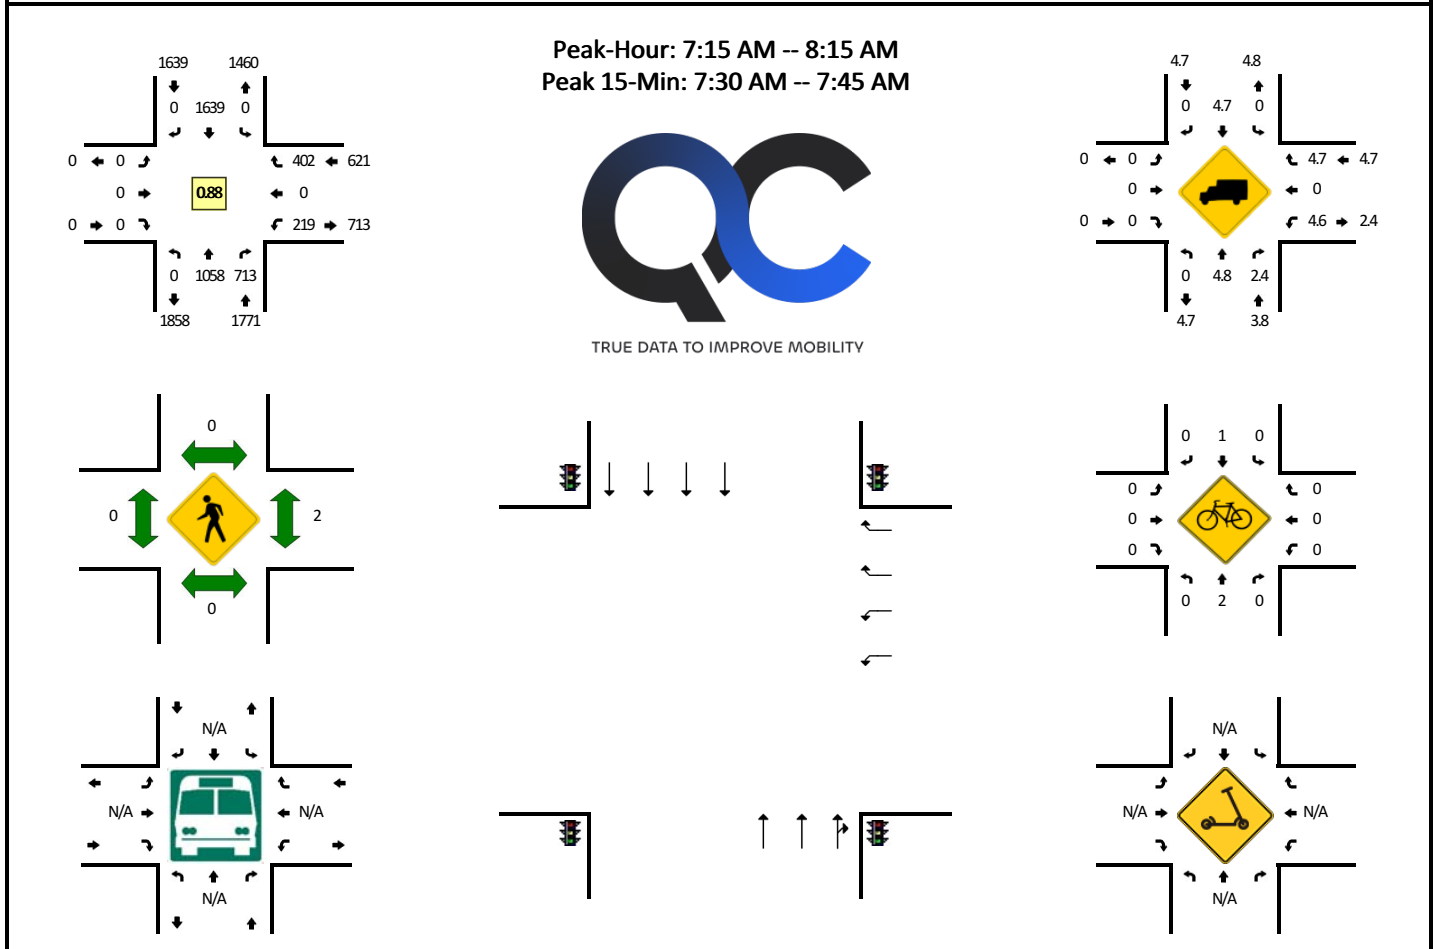 Peak-Hour: 7:15 AM -- 8:15 AM
Peak 15-Min: 7:30 AM -- 7:45 AM
1639 1460
0 1639 0
0 0 402 621
0 0.88 0
0 0 219 713
0 1058 713
1858 1771
QC
TRUE DATA TO IMPROVE MOBILITY
4.7 4.8
0 4.7 0
0 0 4.7 4.7
0 0
0 0 4.6 2.4
0 4.8 2.4
4.7 3.8
0
0 2
0
0 1 0
0 0
0 0
0 0
0 2 0
N/A
N/A N/A
N/A
N/A
N/A N/A
N/A